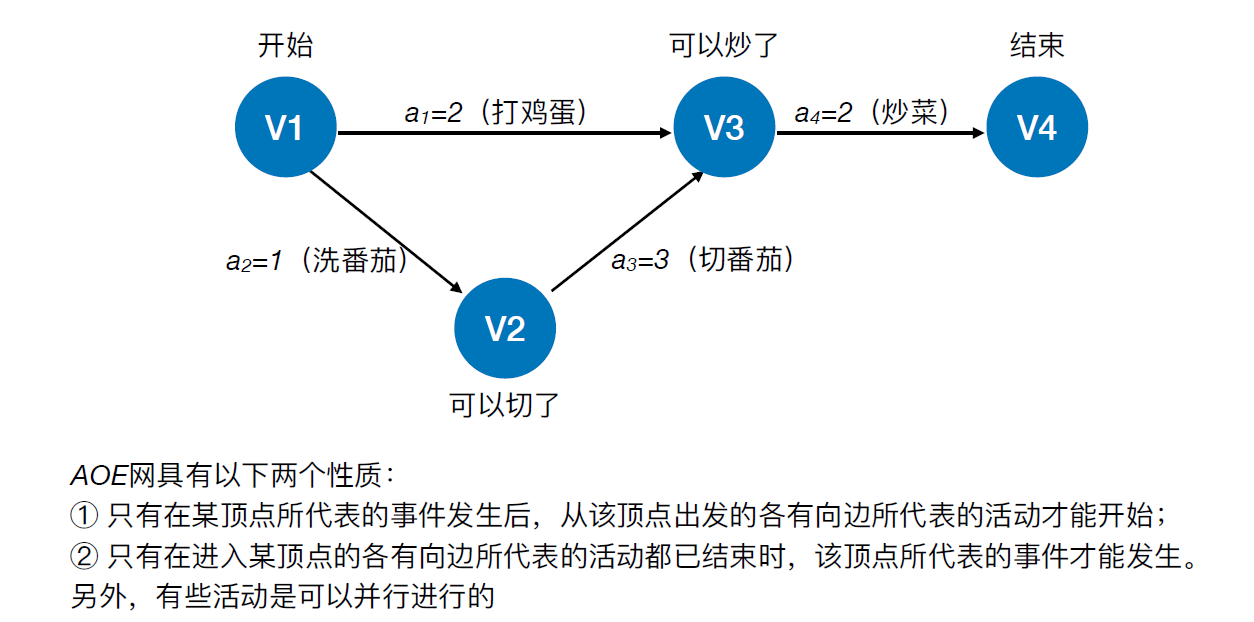 开始 可以炒了 结束
V1 a₁=2（打鸡蛋） V3 a₄=2（炒菜） V4
a₂=1（洗番茄） a₃=3（切番茄）
V2
可以切了
AOE网具有以下两个性质：
① 只有在某顶点所代表的事件发生后，从该顶点出发的各有向边所代表的活动才能开始；
② 只有在进入某顶点的各有向边所代表的活动都已结束时，该顶点所代表的事件才能发生。
另外，有些活动是可以并行进行的